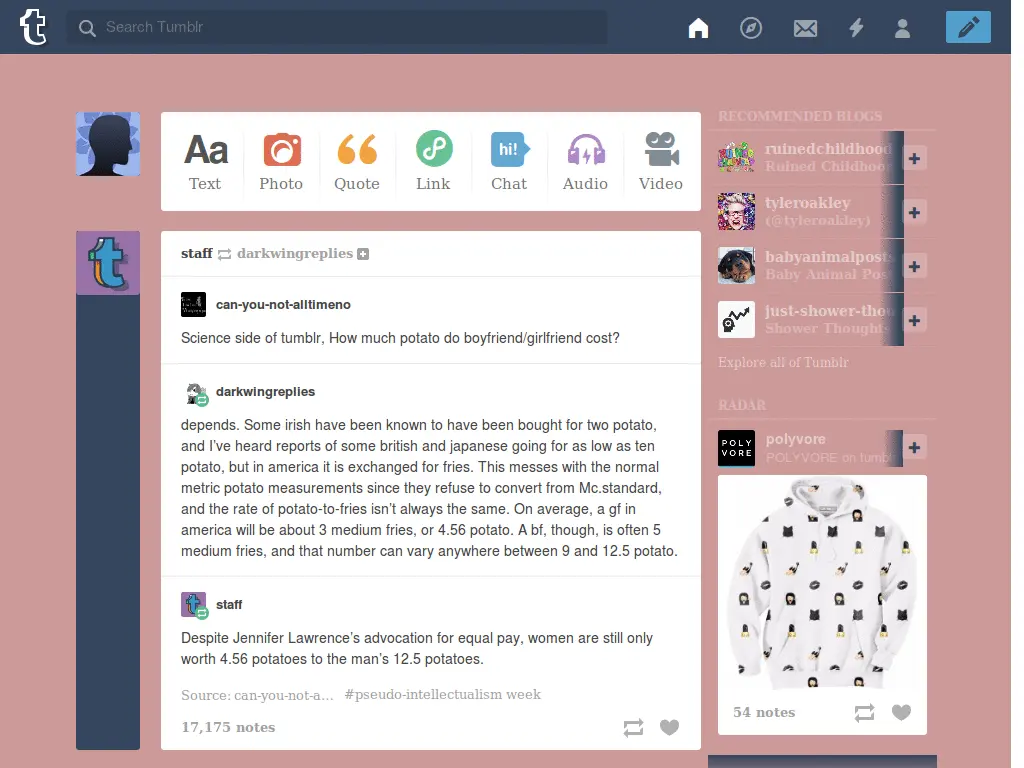 t
Search Tumblr
Aa
hi!
Text
Photo
Quote
Link
Chat
Audio
Video
staff darkwingreplies
can-you-not-alltimeno
Science side of tumblr, How much potato do boyfriend/girlfriend cost?
darkwingreplies
depends. Some irish have been known to have been bought for two potato,
and I've heard reports of some british and japanese going for as low as ten
potato, but in america it is exchanged for fries. This messes with the normal
metric potato measurements since they refuse to convert from Mc.standard,
and the rate of potato-to-fries isn't always the same. On average, a gf in
america will be about 3 medium fries, or 4.56 potato. A bf, though, is often 5
medium fries, and that number can vary anywhere between 9 and 12.5 potato.
staff
Despite Jennifer Lawrence's advocation for equal pay, women are still only
worth 4.56 potatoes to the man's 12.5 potatoes.
Source: can-you-not-a... #pseudo-intellectualism week
17,175 notes
RECOMMENDED BLOGS
ruinedchildhood
Ruined Childhoo
tyleroakley
(@tyleroakley)
babyanimalposts
Baby Animal Pos
just-shower-thou
Shower Thoughts
Explore all of Tumblr
RADAR
POLY
VORE
polyvore
POLYVORE on tumbl
54 notes